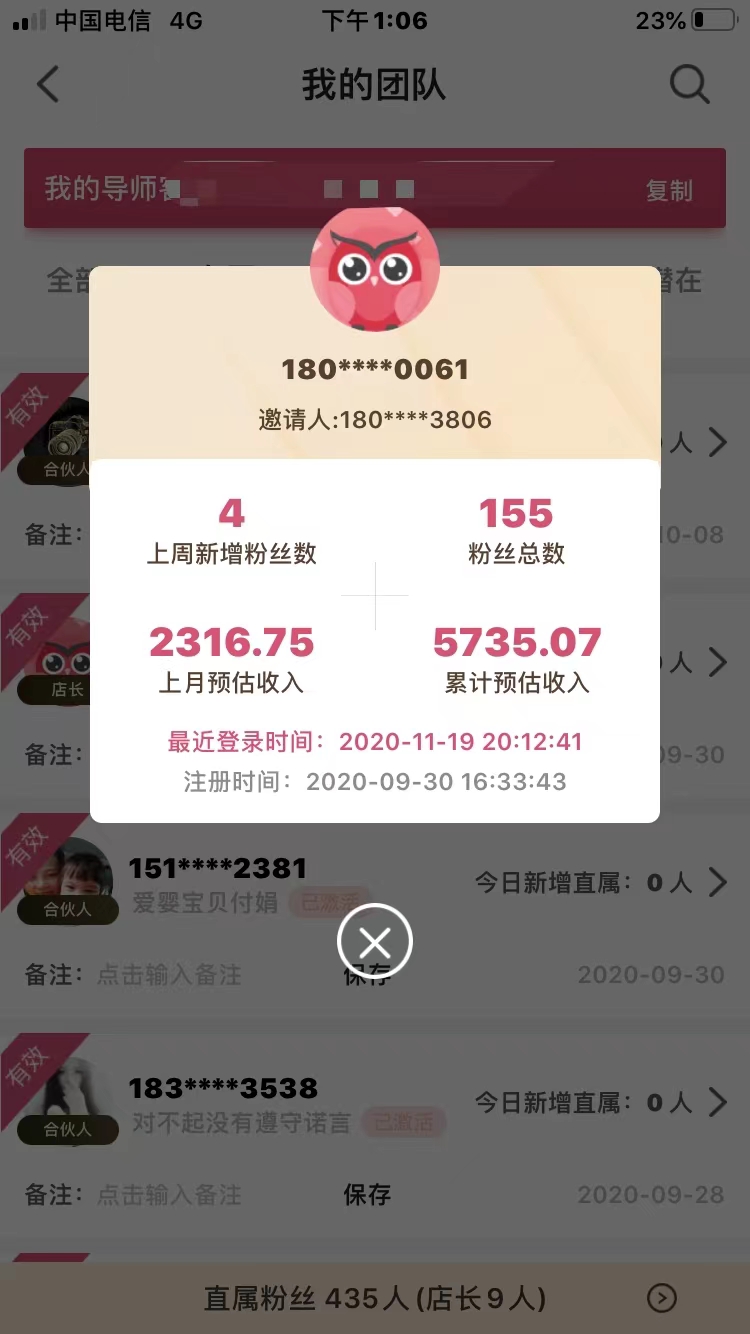 中国电信 4G 下午1:06 23%
我的团队
我的导师 复制
全部 潜在
180****0061
邀请人:180****3806
有效
合伙人
人
4 155
上周新增粉丝数 粉丝总数
备注: 10-08
2316.75 5735.07
上月预估收入 累计预估收入
有效
店长
人
最近登录时间：2020-11-19 20:12:41
备注: 09-30
注册时间：2020-09-30 16:33:43
有效
151****2381
今日新增直属：0人
合伙人
爱婴宝贝付娟 已激活
备注: 点击输入备注 保存 2020-09-30
有效
183****3538
今日新增直属：0人
合伙人
对不起没有遵守诺言 已激活
备注: 点击输入备注 保存 2020-09-28
直属粉丝 435人(店长9人)